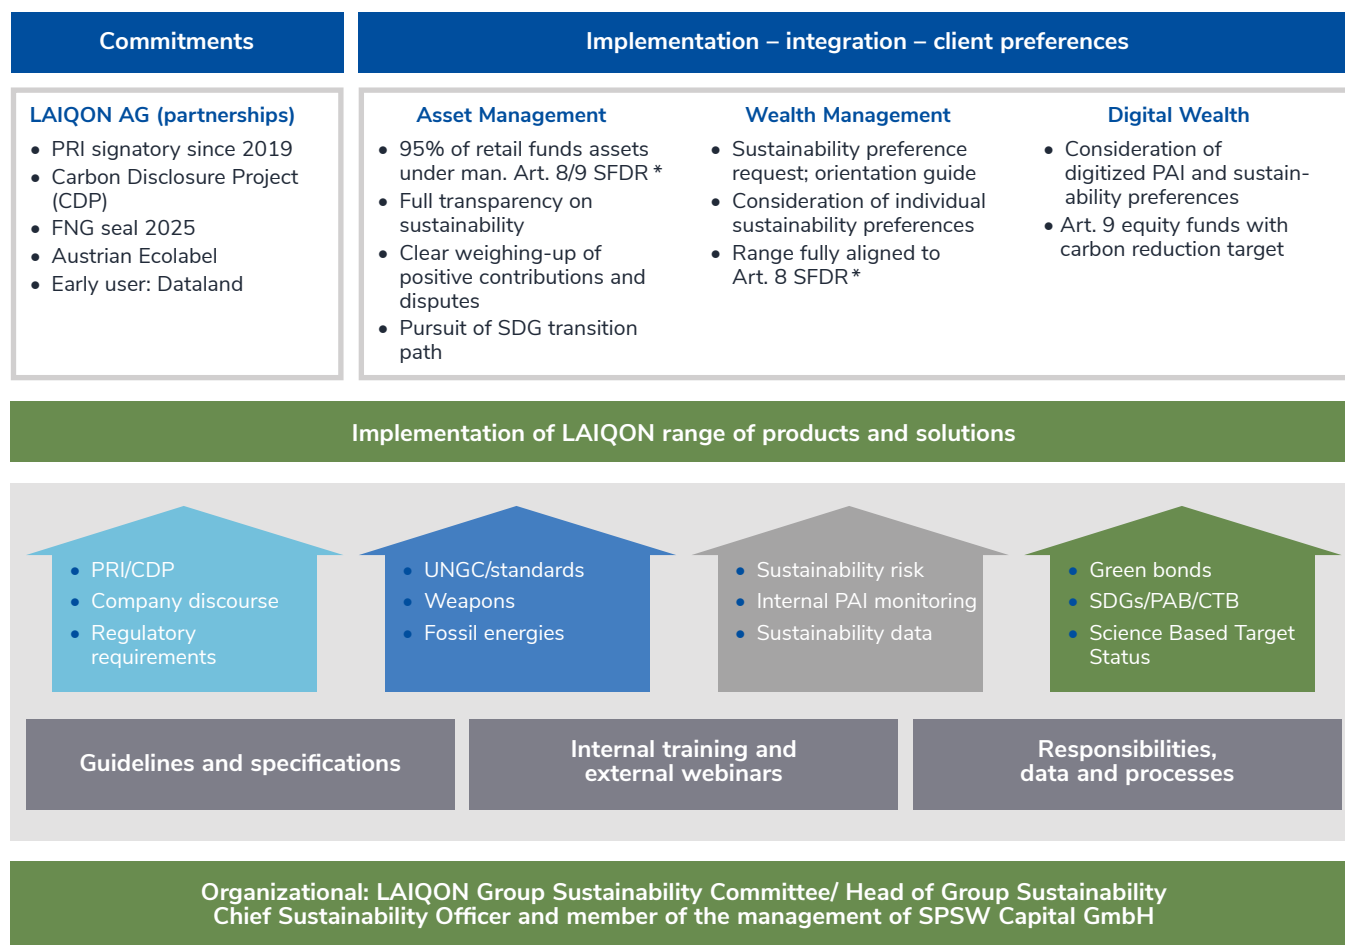 Commitments
Implementation – integration – client preferences
LAIQON AG (partnerships)
• PRI signatory since 2019
• Carbon Disclosure Project
(CDP)
• FNG seal 2025
• Austrian Ecolabel
• Early user: Dataland
Asset Management
• 95% of retail funds assets
under man. Art. 8/9 SFDR *
• Full transparency on
sustainability
• Clear weighing-up of
positive contributions and
disputes
• Pursuit of SDG transition
path
Wealth Management
• Sustainability preference
request; orientation guide
• Consideration of individual
sustainability preferences
• Range fully aligned to
Art. 8 SFDR *
Digital Wealth
• Consideration of
digitized PAI and sustain-
ability preferences
• Art. 9 equity funds with
carbon reduction target
Implementation of LAIQON range of products and solutions
• PRI/CDP
• Company discourse
• Regulatory
requirements
• UNGC/standards
• Weapons
• Fossil energies
• Sustainability risk
• Internal PAI monitoring
• Sustainability data
• Green bonds
• SDGs/PAB/CTB
• Science Based Target
Status
Guidelines and specifications
Internal training and
external webinars
Responsibilities,
data and processes
Organizational: LAIQON Group Sustainability Committee/ Head of Group Sustainability
Chief Sustainability Officer and member of the management of SPSW Capital GmbH